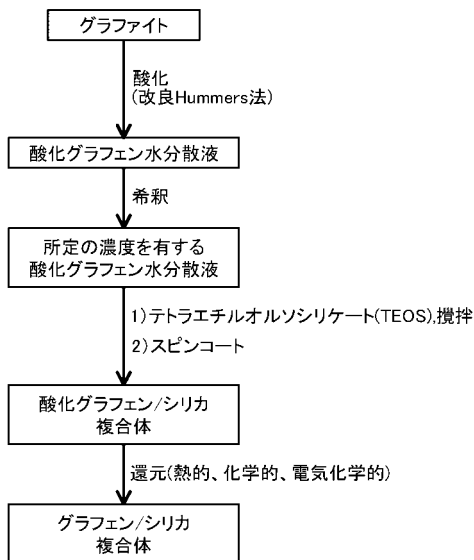 グラファイト
酸化
(改良Hummers法)
酸化グラフェン水分散液
希釈
所定の濃度を有する
酸化グラフェン水分散液
1)テトラエチルオルソシリケート(TEOS),攪拌
2)スピンコート
酸化グラフェン/シリカ
複合体
還元(熱的、化学的、電気化学的)
グラフェン/シリカ
複合体